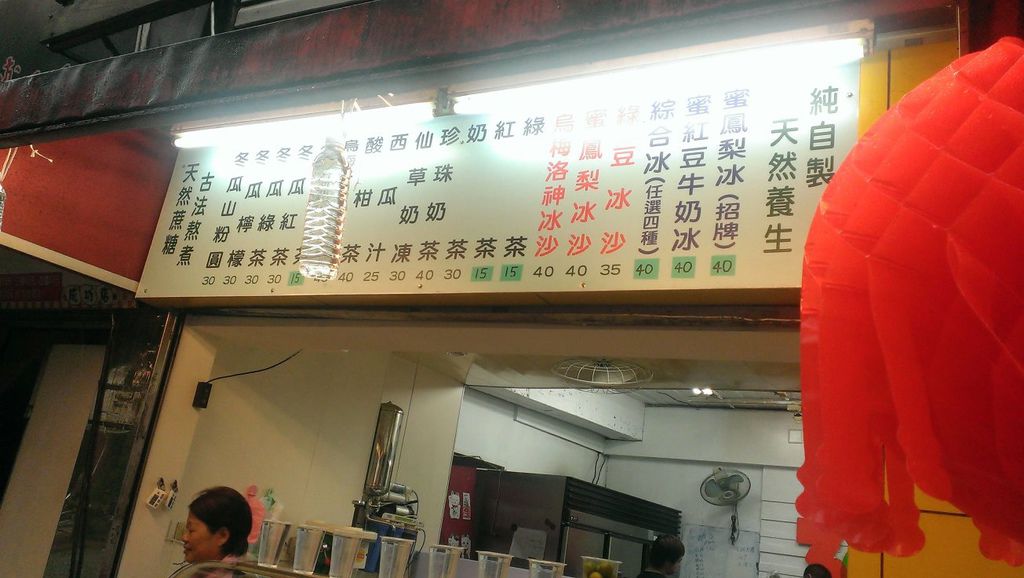 純自製
天然養生
蜜鳳梨冰(招牌) 40
蜜紅豆牛奶冰 40
綜合冰(任選四種) 40
綠豆冰沙 35
蜜鳳梨冰沙 40
烏梅洛神冰沙 40
綠茶 15
紅茶 15
奶茶 30
珍珠奶茶 40
仙草奶凍 30
西瓜汁 25
酸柑茶 40
烏
15
冬瓜紅茶 30
冬瓜綠茶 30
冬瓜檸檬 30
冬瓜山粉圓 30
古法熬煮
天然蔗糖